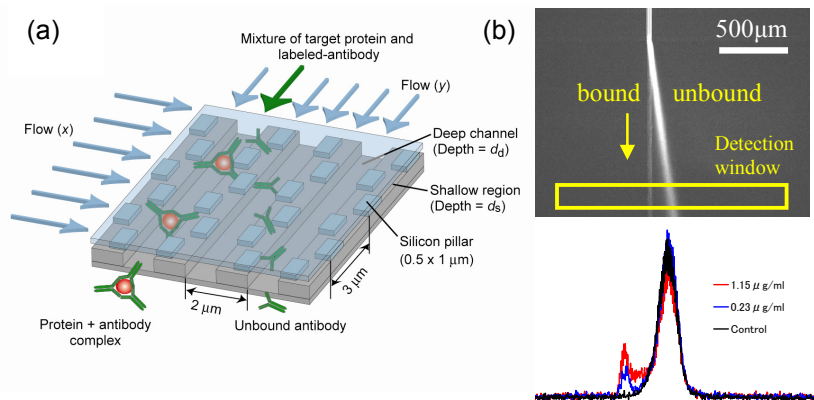 (a)
Mixture of target protein and
labeled-antibody
Flow (y)
Flow (x)
Deep channel
(Depth = dd)
Shallow region
(Depth = ds)
Silicon pillar
(0.5 x 1 μm)
3 μm
2 μm
Protein + antibody
complex
Unbound antibody
(b)
500μm
bound
unbound
Detection
window
1.15 μ g/ml
0.23 μ g/ml
Control